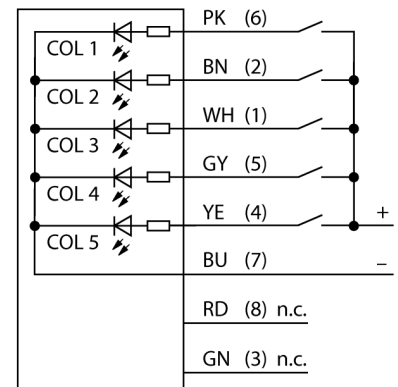 PK (6)
COL 1
BN (2)
COL 2
WH (1)
COL 3
GY (5)
COL 4
YE (4)
+
COL 5
BU (7)
–
RD (8) n.c.
GN (3) n.c.